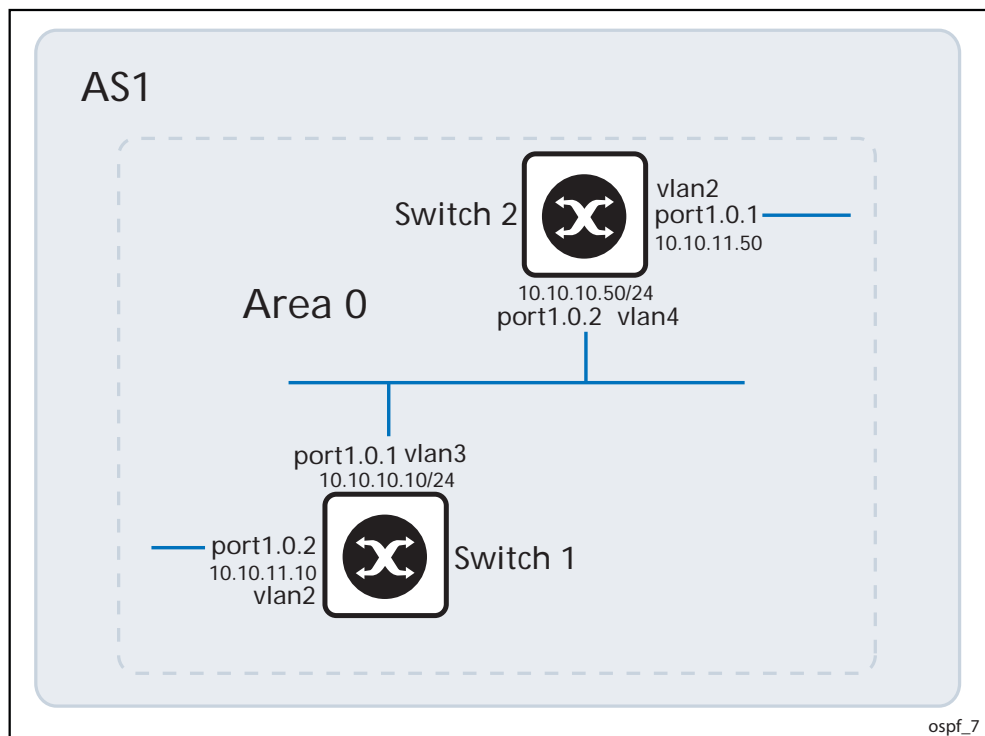 AS1
Switch 2
vlan2
port1.0.1
10.10.11.50
Area 0
10.10.10.50/24
port1.0.2 vlan4
port1.0.1 vlan3
10.10.10.10/24
port1.0.2
10.10.11.10
vlan2
Switch 1
ospf_7